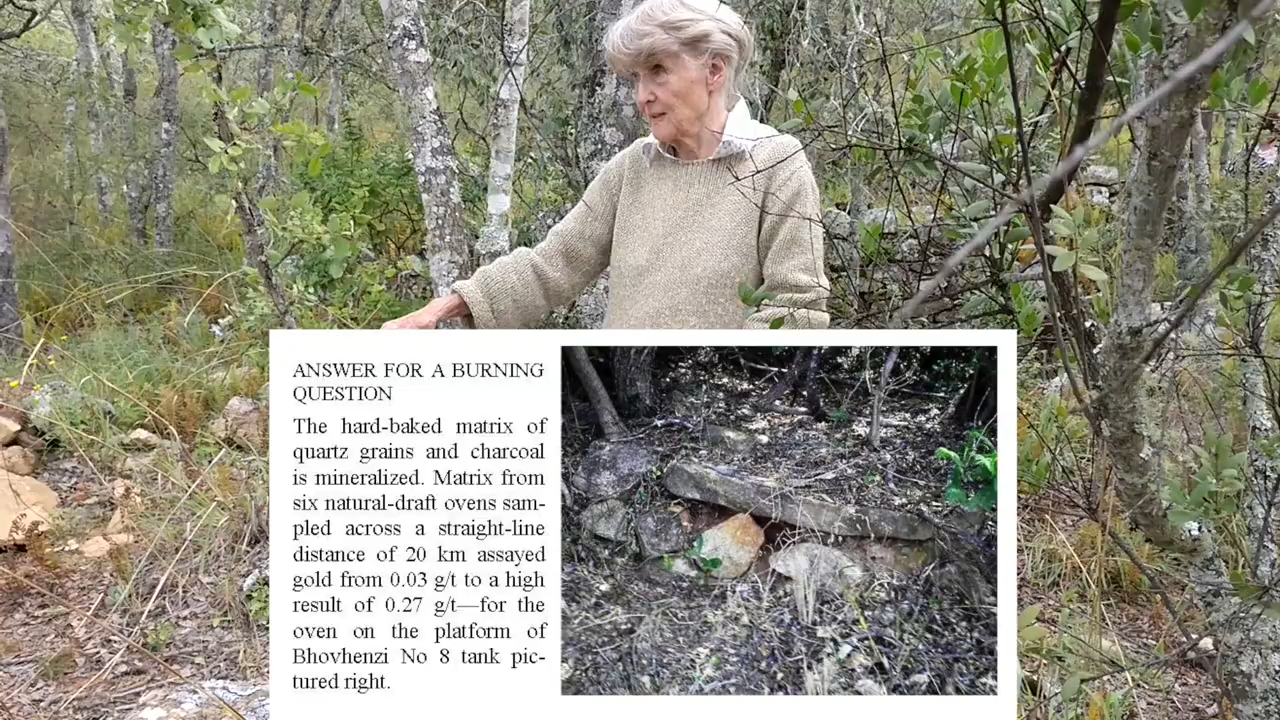 ANSWER FOR A BURNING
QUESTION
The hard-baked matrix of
quartz grains and charcoal
is mineralized. Matrix from
six natural-draft ovens sam-
pled across a straight-line
distance of 20 km assayed
gold from 0.03 g/t to a high
result of 0.27 g/t—for the
oven on the platform of
Bhovhenzi No 8 tank pic-
tured right.